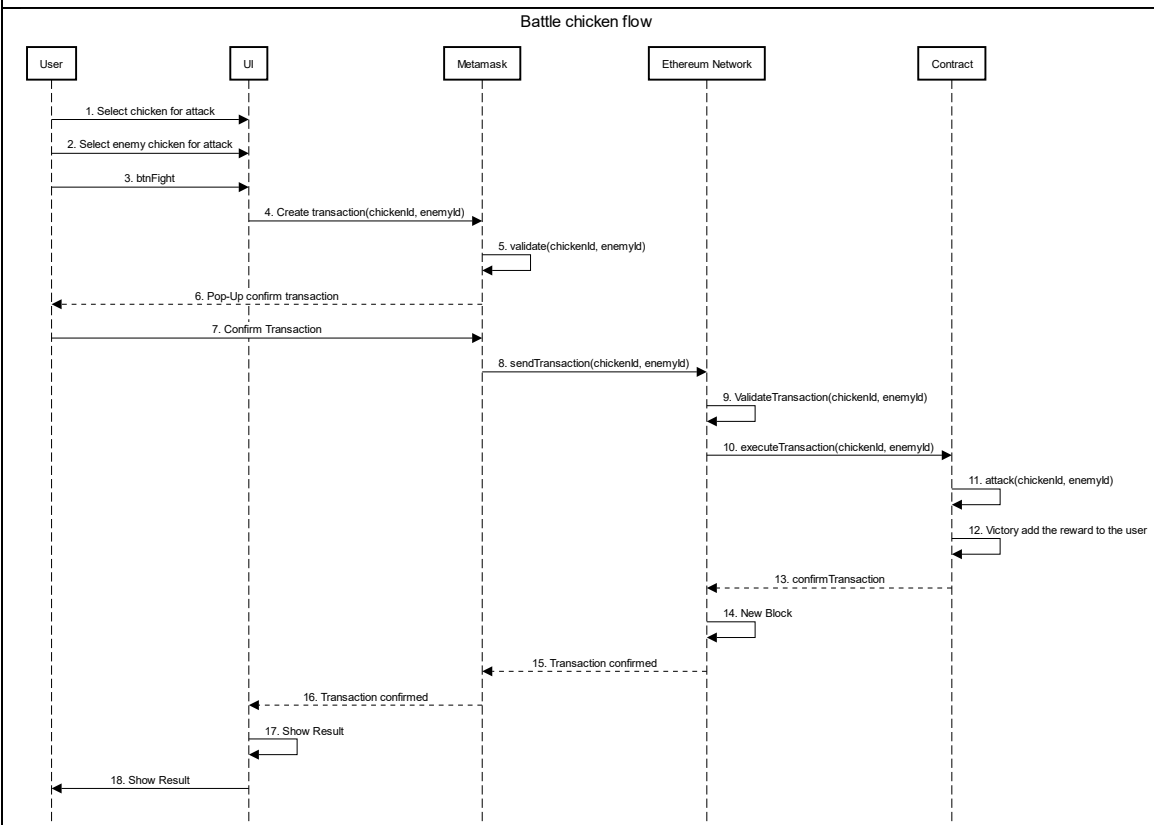 Battle chicken flow
User
UI
Metamask
Ethereum Network
Contract
1. Select chicken for attack
2. Select enemy chicken for attack
3. btnFight
4. Create transaction(chickenId, enemyId)
5. validate(chickenId, enemyId)
6. Pop-Up confirm transaction
7. Confirm Transaction
8. sendTransaction(chickenId, enemyId)
9. ValidateTransaction(chickenId, enemyId)
10. executeTransaction(chickenId, enemyId)
11. attack(chickenId, enemyId)
12. Victory add the reward to the user
13. confirmTransaction
14. New Block
15. Transaction confirmed
16. Transaction confirmed
17. Show Result
18. Show Result